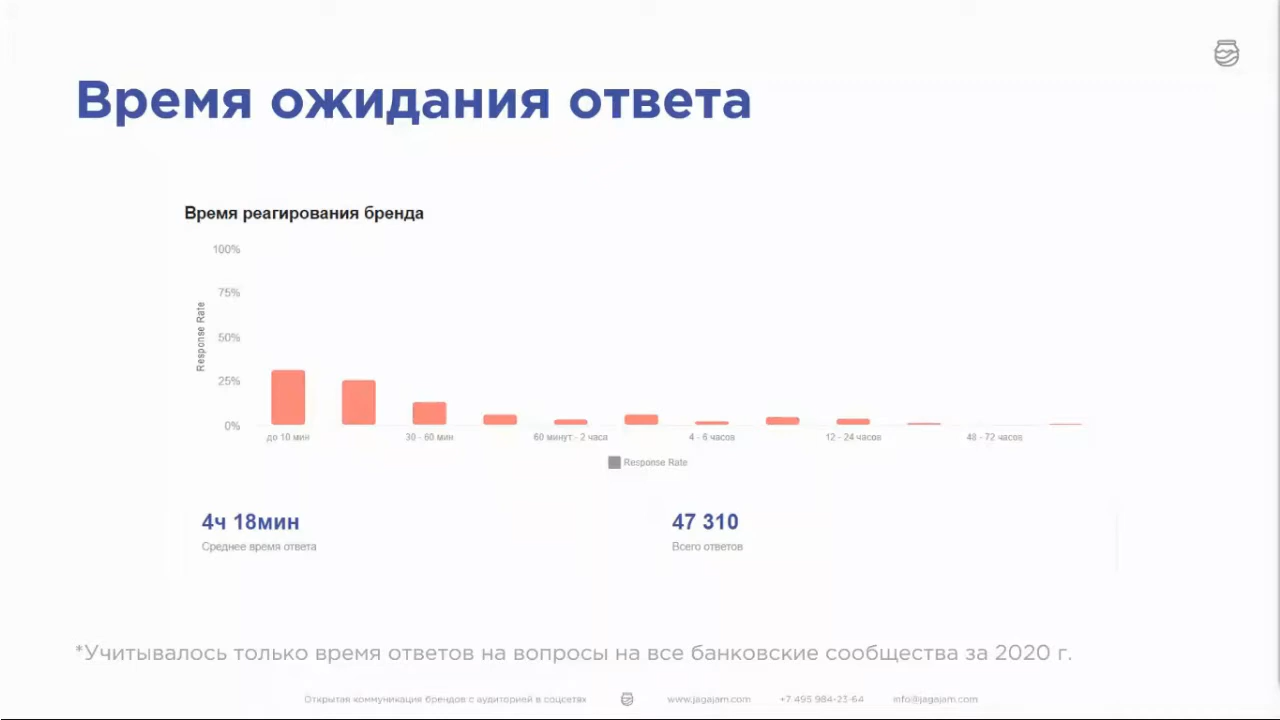 Время ожидания ответа
Время реагирования бренда
100%
75%
50%
25%
0%
Response Rate
до 10 мин
30 - 60 мин
60 минут - 2 часа
4 - 6 часов
12 - 24 часов
48 - 72 часов
Response Rate
4ч 18мин
47 310
Среднее время ответа
Всего ответов
*Учитывалось только время ответов на вопросы на все банковские сообщества за 2020 г.
Открытая коммуникация брендов с аудиторией в соцсетях
www.jagajam.com
+7 495 984-23-64
info@jagajam.com